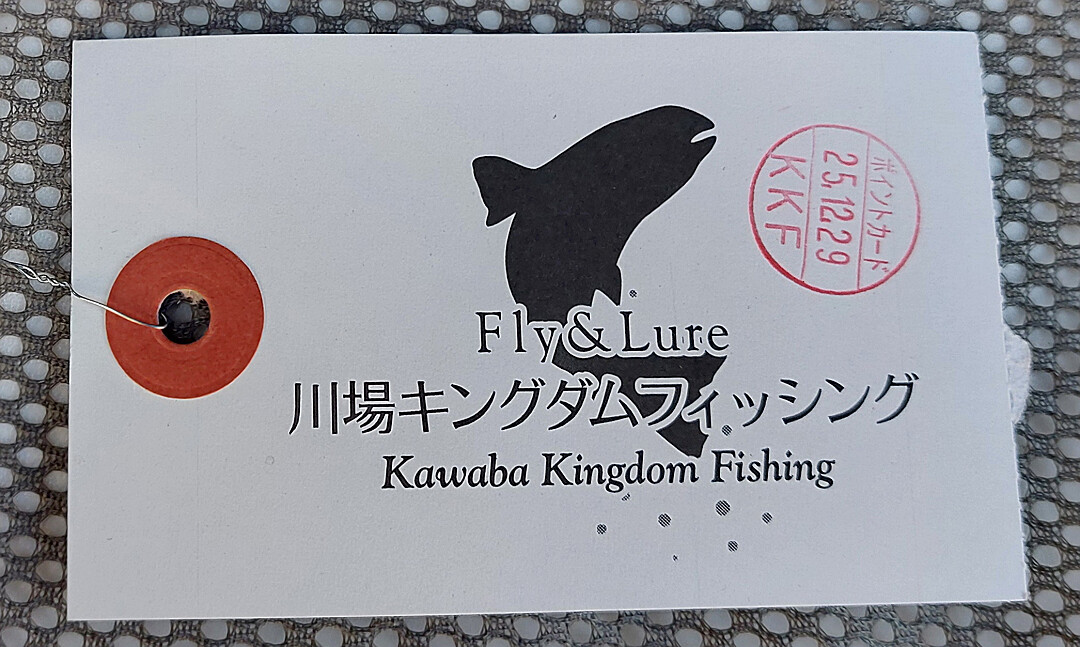 Fly&Lure
川場キングダムフィッシング
Kawaba Kingdom Fishing
ポイントカード
25.12.29
KKF